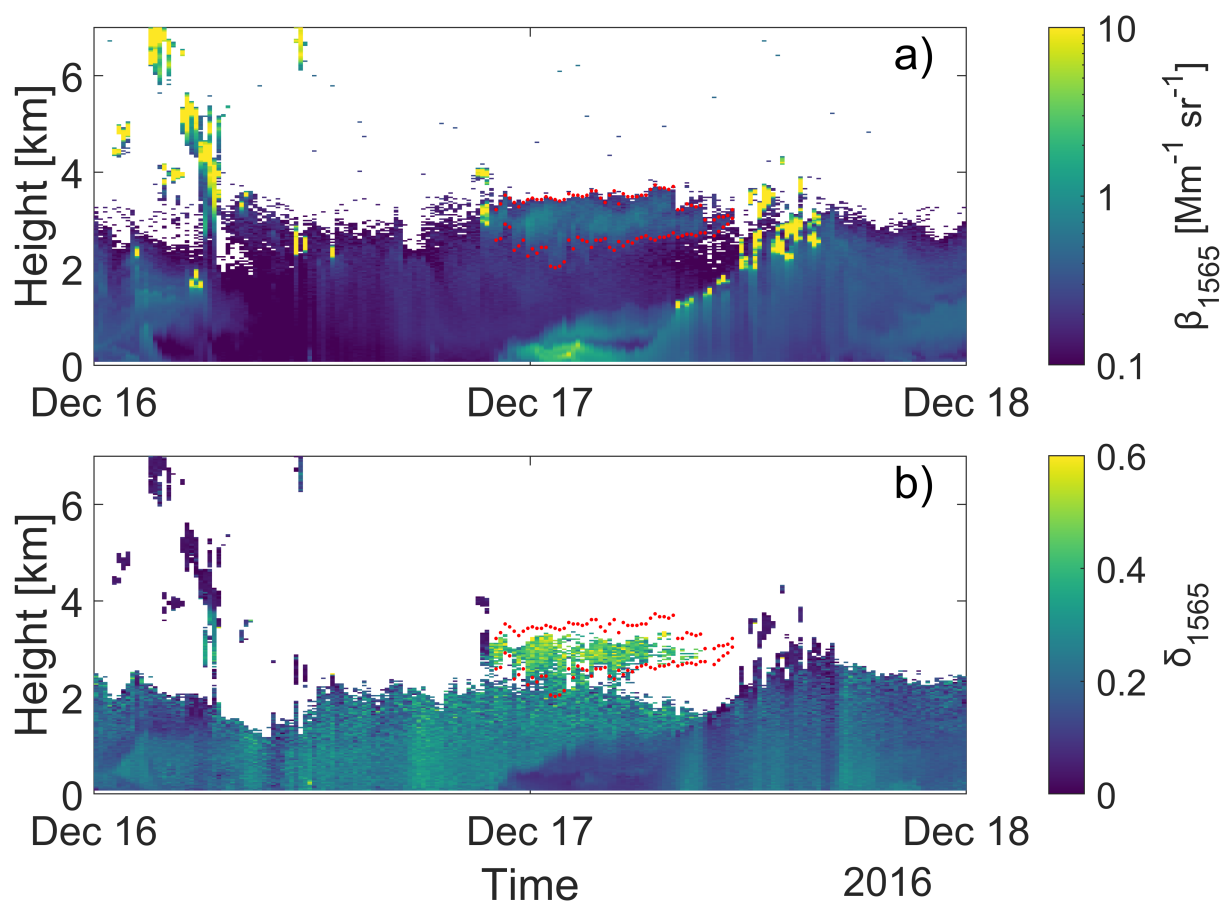 a)
Height [km]
6
4
2
0
Dec 16
Dec 17
Dec 18
10
1
0.1
β1565 [Mm-1 sr-1]
b)
Height [km]
6
4
2
0
Dec 16
Dec 17
Dec 18
Time
2016
0.6
0.4
0.2
0
δ1565